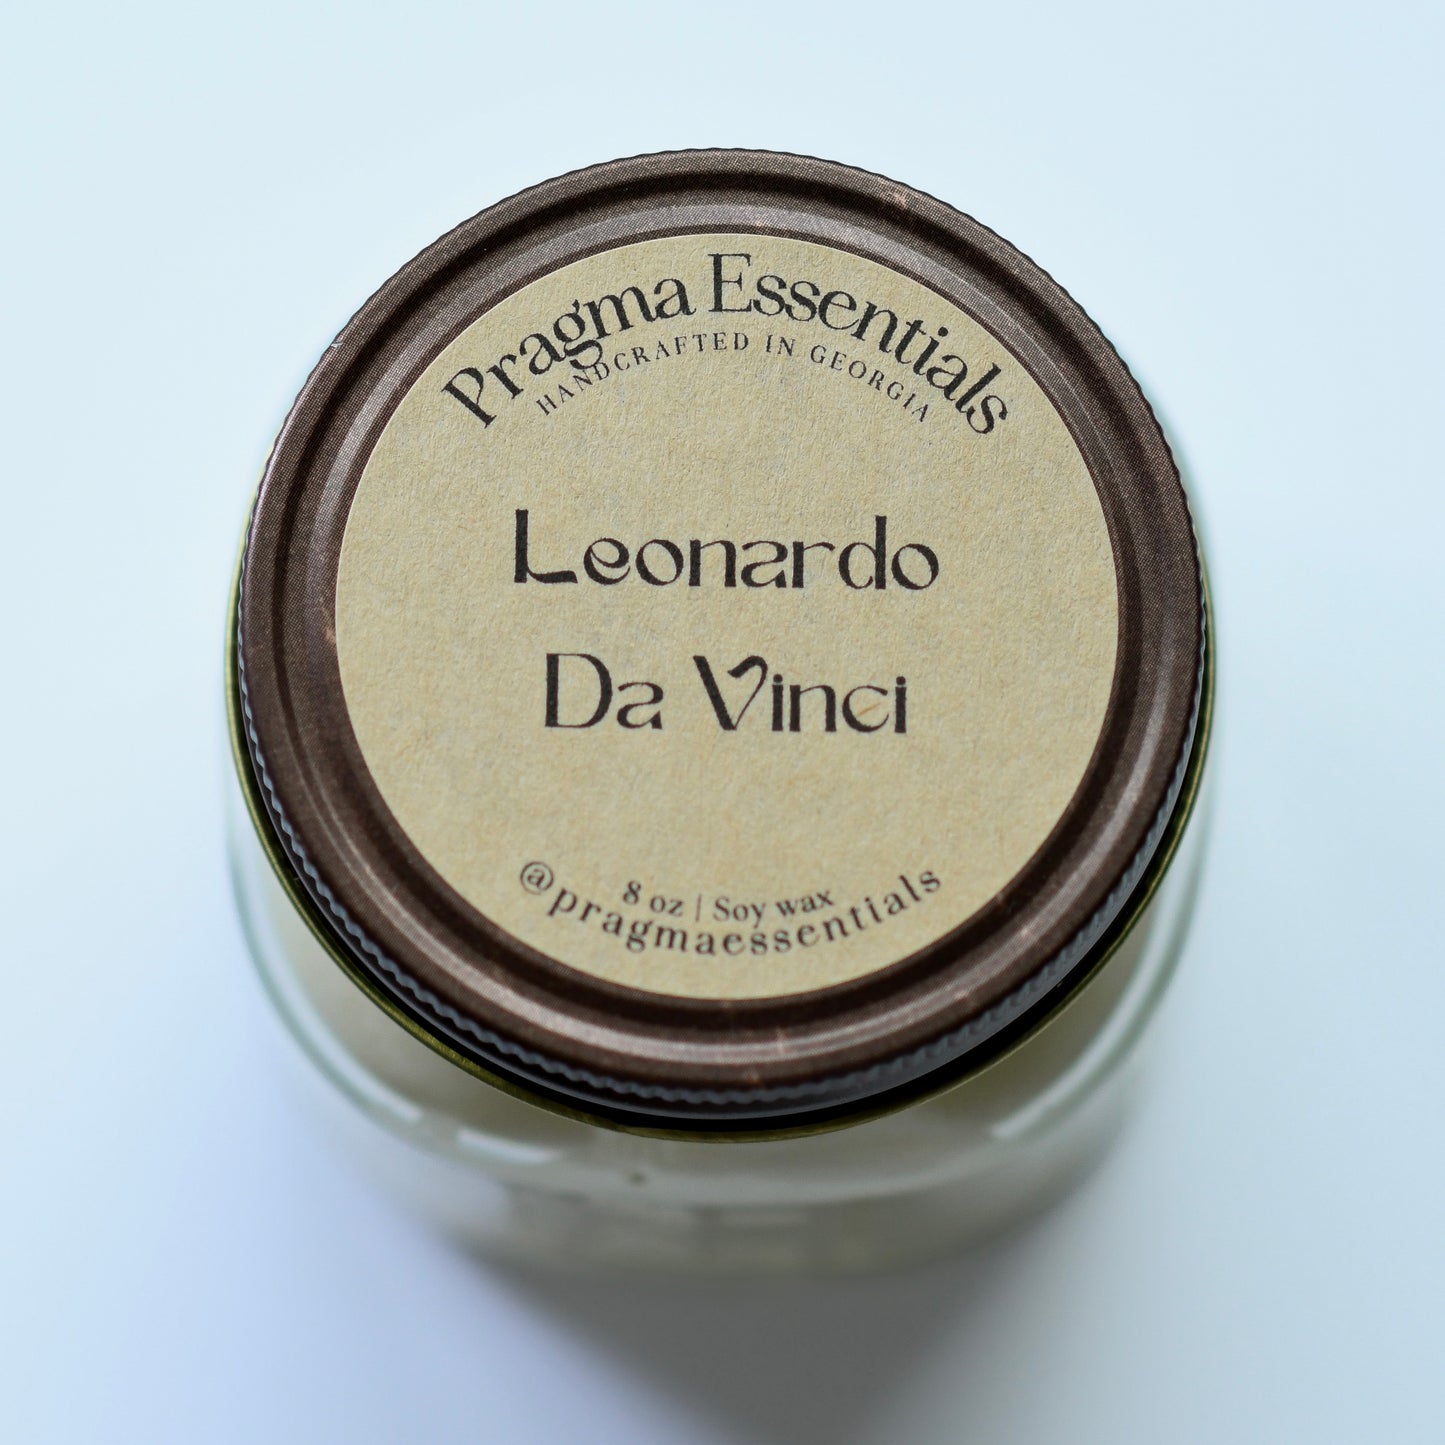 Pragma Essentials
HANDCRAFTED IN GEORGIA
Leonardo
Da Vinci
8 oz | Soy wax
@pragmaessentials